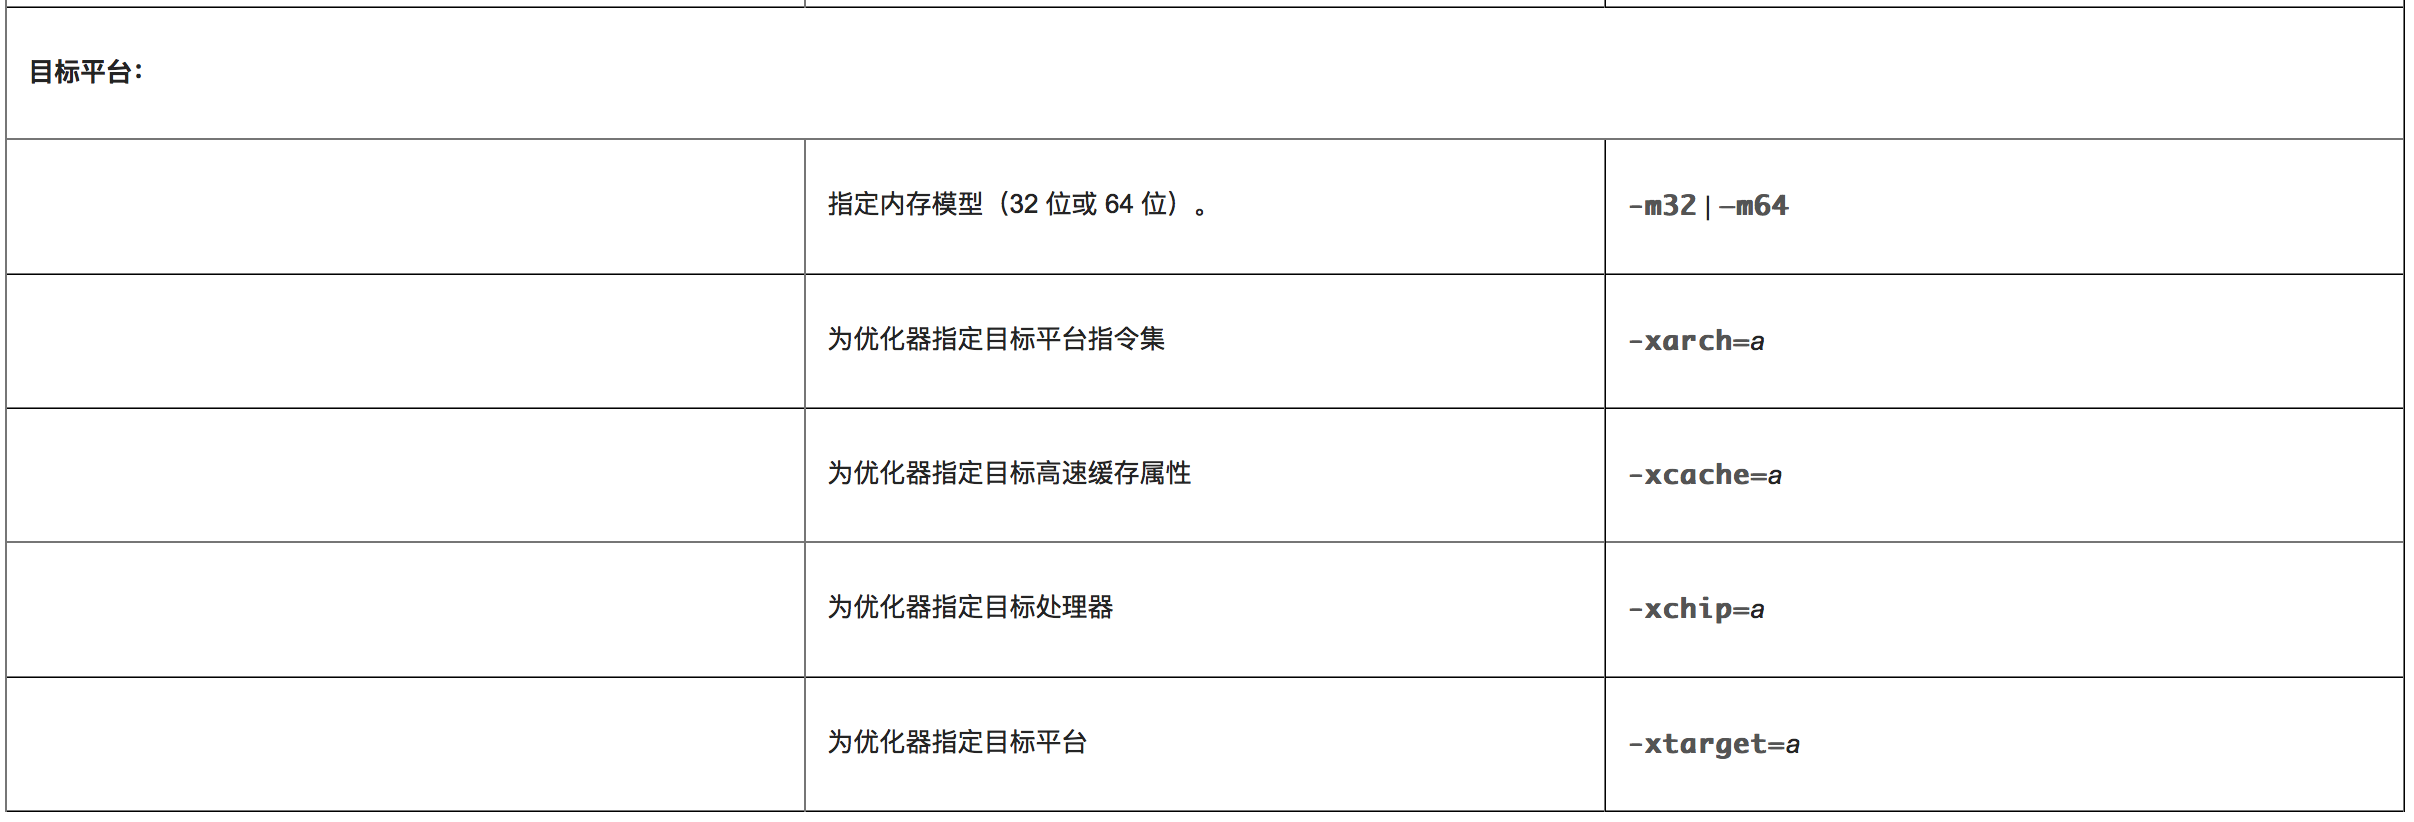 目标平台：
指定内存模型（32 位或 64 位）。 -m32 | –m64
为优化器指定目标平台指令集 -xarch=a
为优化器指定目标高速缓存属性 -xcache=a
为优化器指定目标处理器 -xchip=a
为优化器指定目标平台 -xtarget=a